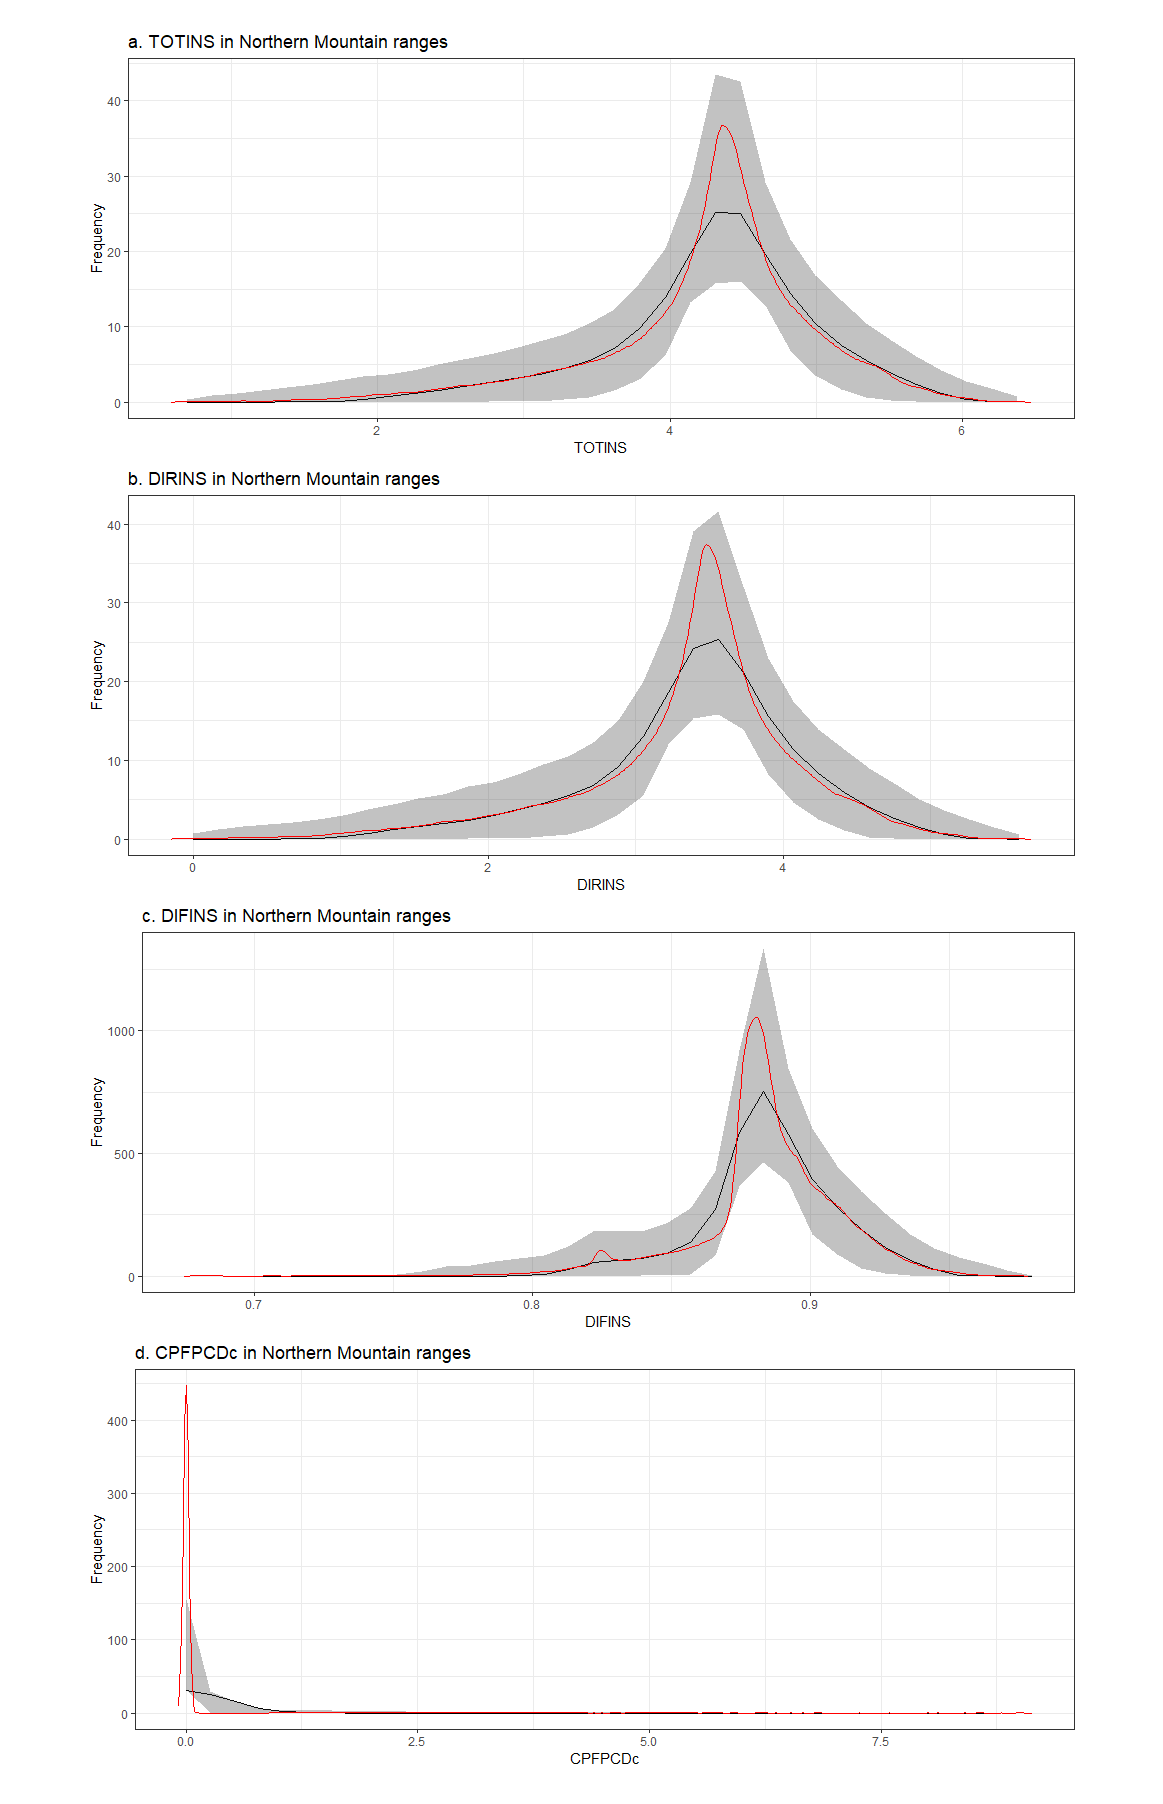 a. TOTINS in Northern Mountain ranges
40
30
20
10
0
Frequency
2 4 6
TOTINS
b. DIRINS in Northern Mountain ranges
40
30
20
10
0
Frequency
0 2 4
DIRINS
c. DIFINS in Northern Mountain ranges
1000
500
0
Frequency
0.7 0.8 0.9
DIFINS
d. CPFPCDc in Northern Mountain ranges
400
300
200
100
0
Frequency
0.0 2.5 5.0 7.5
CPFPCDc